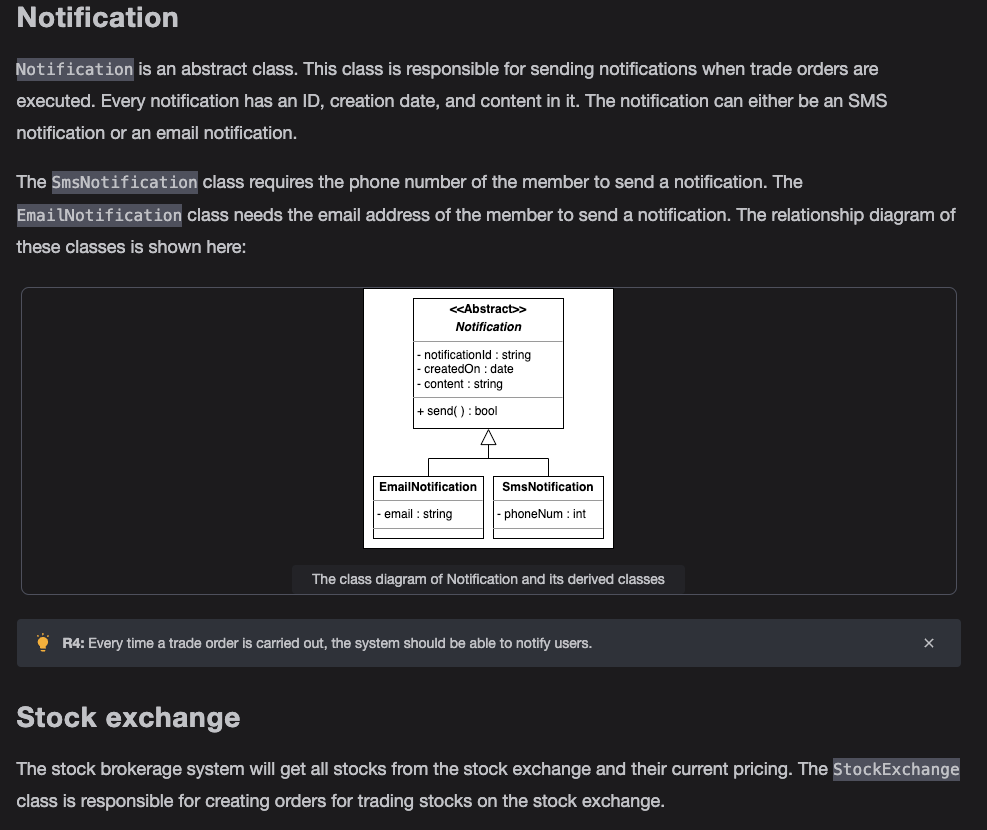 Notification
Notification is an abstract class. This class is responsible for sending notifications when trade orders are
executed. Every notification has an ID, creation date, and content in it. The notification can either be an SMS
notification or an email notification.
The SmsNotification class requires the phone number of the member to send a notification. The
EmailNotification class needs the email address of the member to send a notification. The relationship diagram of
these classes is shown here:
<<Abstract>>
Notification
- notificationId : string
- createdOn : date
- content : string
+ send( ) : bool
EmailNotification
- email : string
SmsNotification
- phoneNum : int
The class diagram of Notification and its derived classes
R4: Every time a trade order is carried out, the system should be able to notify users.
Stock exchange
The stock brokerage system will get all stocks from the stock exchange and their current pricing. The StockExchange
class is responsible for creating orders for trading stocks on the stock exchange.